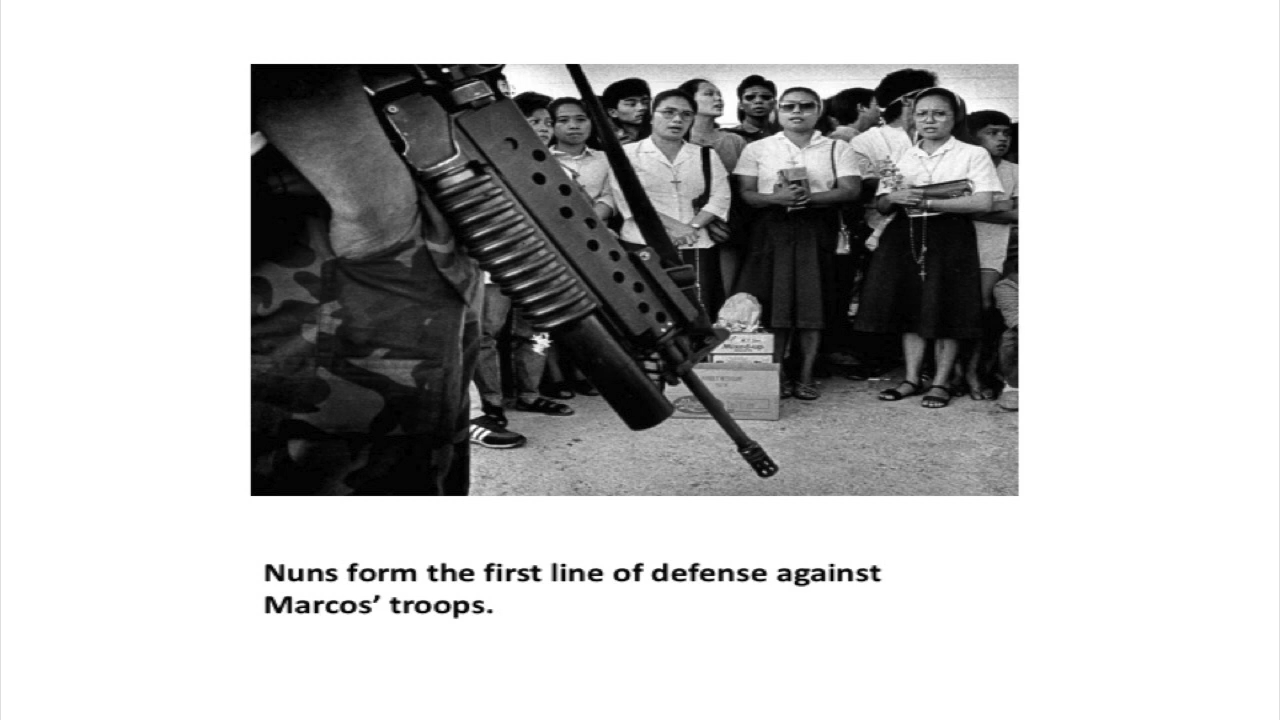 Nuns form the first line of defense against
Marcos’ troops.